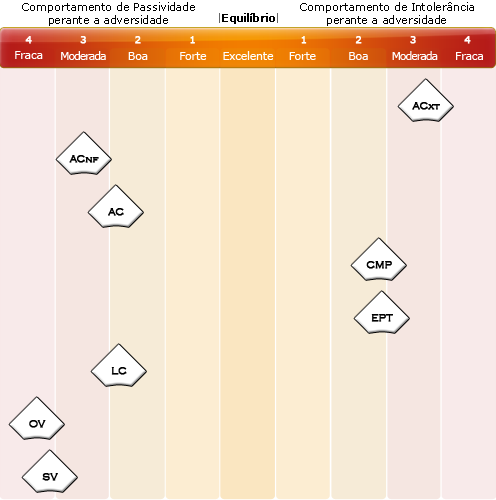 Comportamento de Passividade
perante a adversidade
|Equilíbrio|
Comportamento de Intolerância
perante a adversidade
4 3 2 1 1 2 3 4
Fraca Moderada Boa Forte Excelente Forte Boa Moderada Fraca
ACXT
ACNF
AC
CMP
EPT
LC
OV
SV